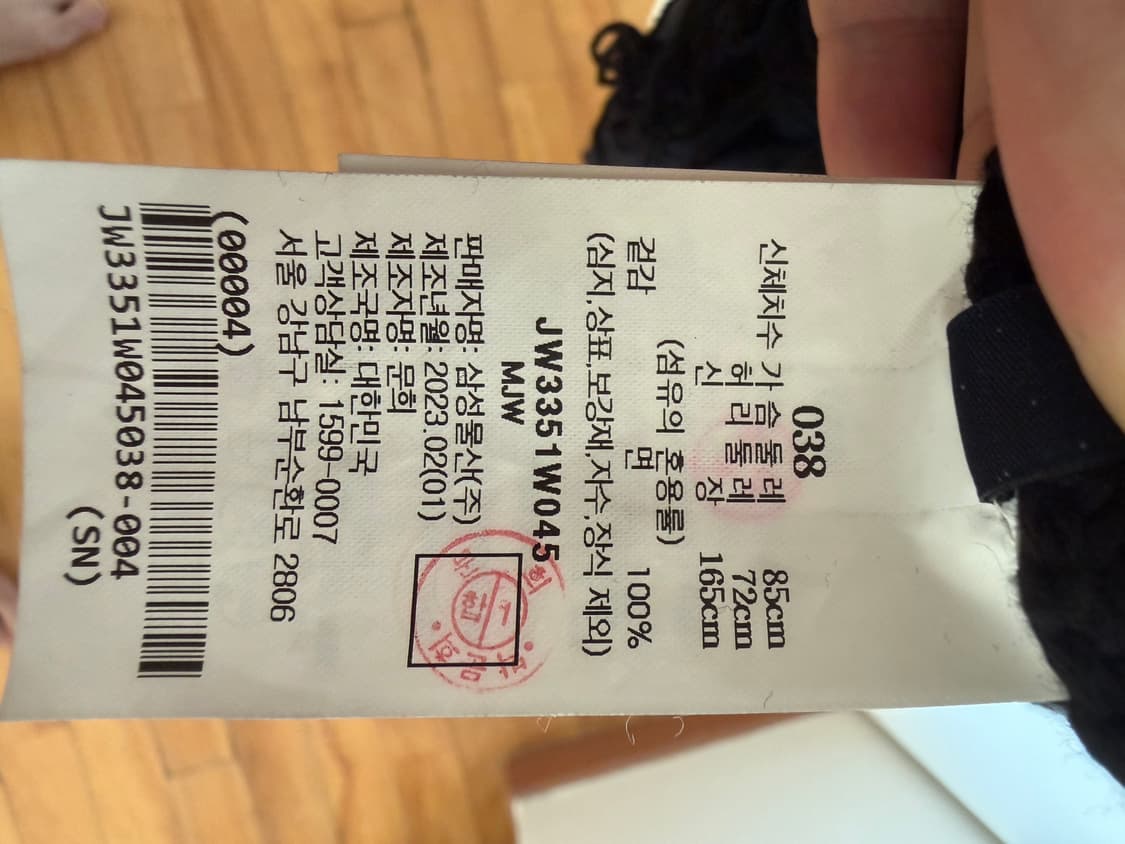 038
신체치수 가슴둘레 85cm
허리둘레 72cm
신 장 165cm
(섬유의 혼용률)
겉감 면 100%
(심지,상표,보강재,자수,장식 제외)
JW3351W045
MJW
판매자명: 삼성물산(주)
제조년월: 2023.02(01)
제조자명: 문희
제조국명: 대한민국
고객상담실: 1599-0007
서울 강남구 남부순환로 2806
(00004)
JW3351W045038-004
(SN)